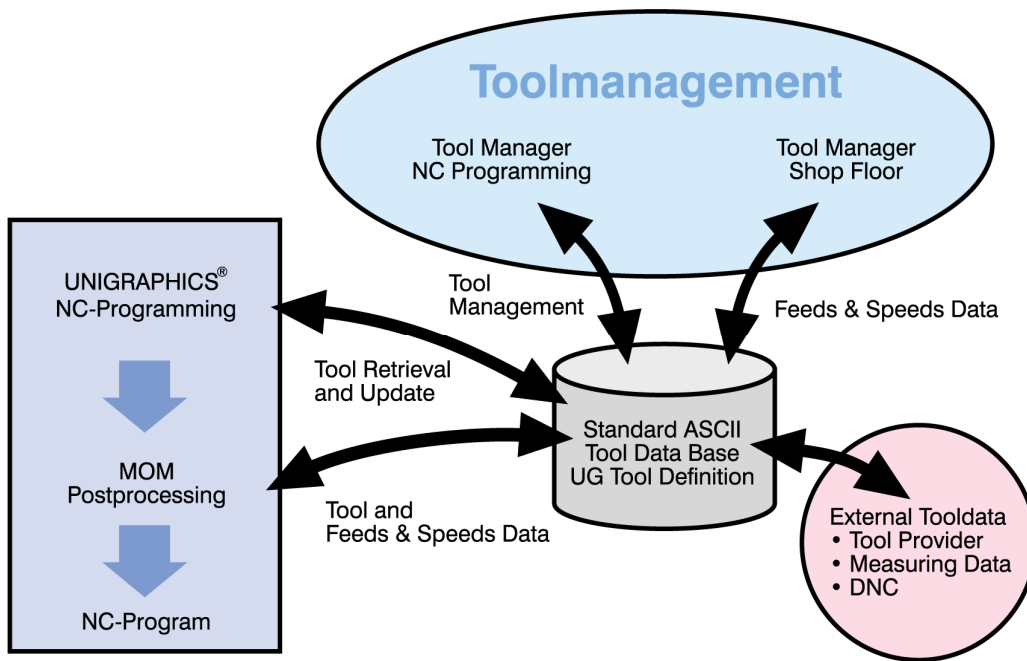 Toolmanagement
Tool Manager
NC Programming
Tool Manager
Shop Floor
UNIGRAPHICS®
NC-Programming
MOM
Postprocessing
NC-Program
Tool
Management
Feeds & Speeds Data
Tool Retrieval
and Update
Tool and
Feeds & Speeds Data
Standard ASCII
Tool Data Base
UG Tool Definition
External Tooldata
• Tool Provider
• Measuring Data
• DNC